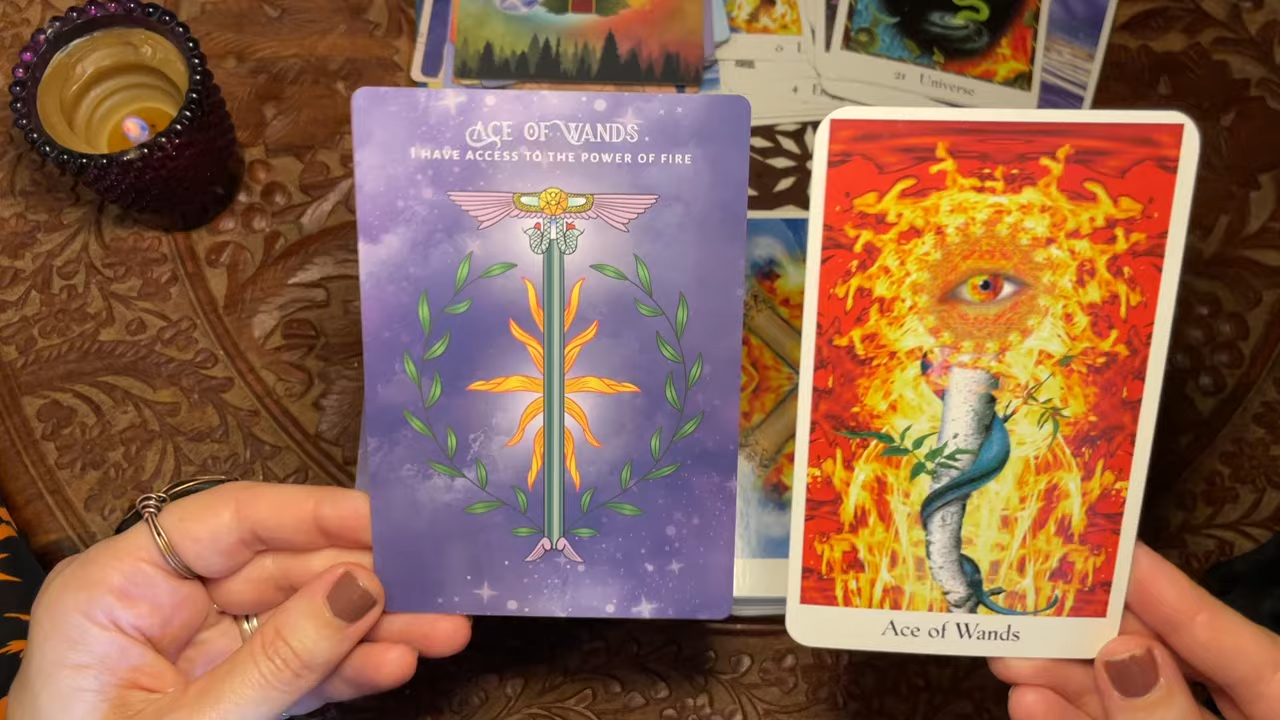 21 Universe
ACE OF WANDS
I HAVE ACCESS TO THE POWER OF FIRE
Ace of Wands